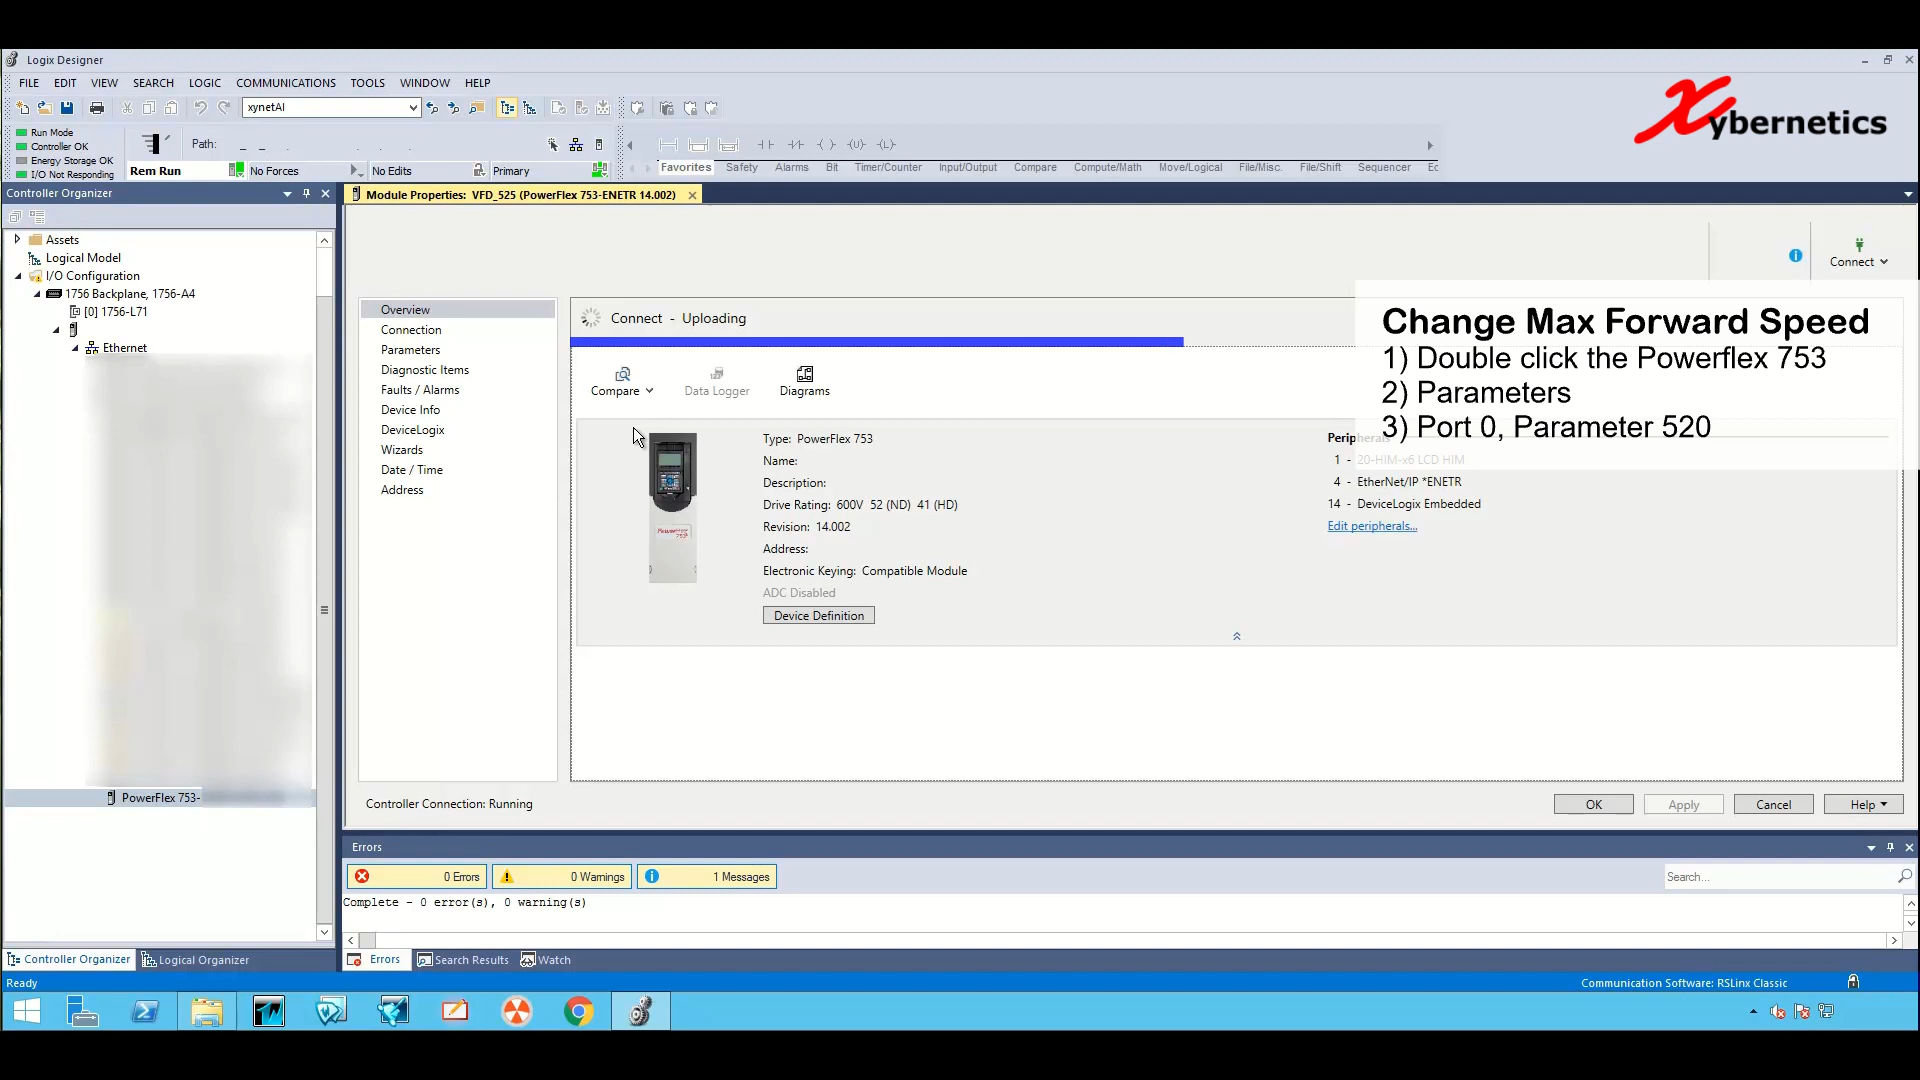 Logix Designer
FILE EDIT VIEW SEARCH LOGIC COMMUNICATIONS TOOLS WINDOW HELP
xynetAI
Xybernetics
Run Mode
Controller OK
Energy Storage OK
I/O Not Responding
Path:
Rem Run
No Forces
No Edits
Primary
Favorites Safety Alarms Bit Timer/Counter Input/Output Compare Compute/Math Move/Logical File/Misc. File/Shift Sequencer
Controller Organizer
Module Properties: VFD_525 (PowerFlex 753-ENETR 14.002)
Assets
Logical Model
I/O Configuration
1756 Backplane, 1756-A4
[0] 1756-L71
Ethernet
PowerFlex 753-
Connect
Overview
Connection
Parameters
Diagnostic Items
Faults / Alarms
Device Info
DeviceLogix
Wizards
Date / Time
Address
Connect - Uploading
Compare
Data Logger
Diagrams
Change Max Forward Speed
1) Double click the Powerflex 753
2) Parameters
3) Port 0, Parameter 520
Type: PowerFlex 753
Name:
Description:
Drive Rating: 600V 52 (ND) 41 (HD)
Revision: 14.002
Address:
Electronic Keying: Compatible Module
ADC Disabled
Device Definition
1 - 20-HIM-x6 LCD HIM
4 - EtherNet/IP *ENETR
14 - DeviceLogix Embedded
Edit peripherals...
Controller Connection: Running
OK
Apply
Cancel
Help
Errors
0 Errors
0 Warnings
1 Messages
Search...
Complete - 0 error(s), 0 warning(s)
Controller Organizer
Logical Organizer
Errors
Search Results
Watch
Ready
Communication Software: RSLinx Classic